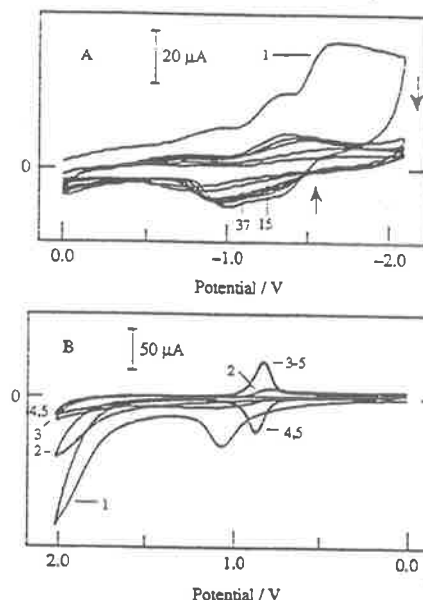 A
20 μA
1
0
37 15
0.0 -1.0 -2.0
Potential / V
B
50 μA
2
3-5
0
4,5
3
2
4,5
1
2.0 1.0 0.0
Potential / V